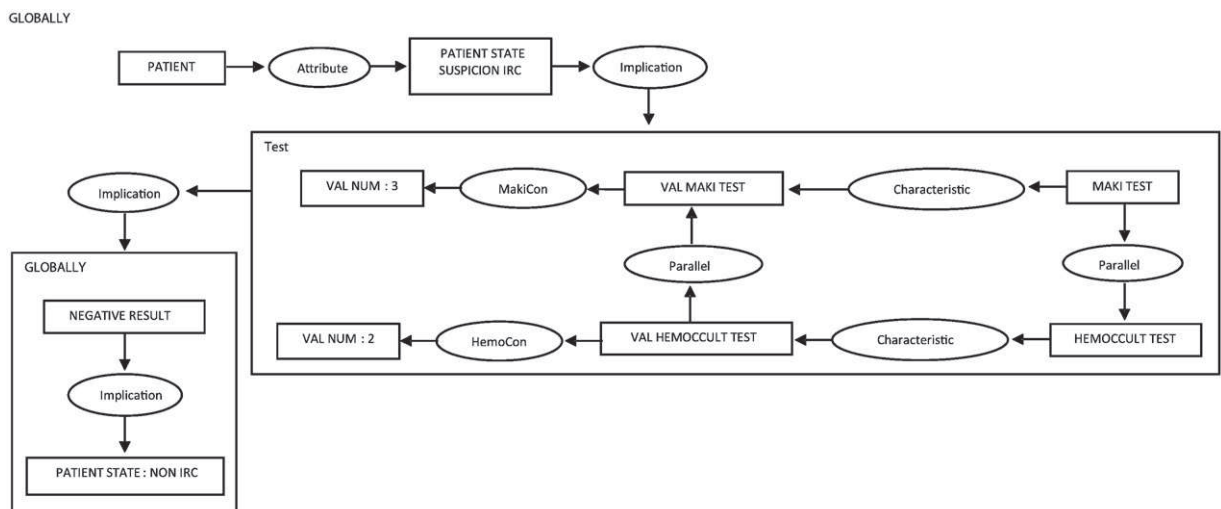 GLOBALLY
PATIENT
Attribute
PATIENT STATE
SUSPICION IRC
Implication
Test
VAL NUM : 3
MakiCon
VAL MAKI TEST
Characteristic
MAKI TEST
Implication
Parallel
Parallel
GLOBALLY
NEGATIVE RESULT
VAL NUM : 2
HemoCon
VAL HEMOCCULT TEST
Characteristic
HEMOCCULT TEST
Implication
PATIENT STATE : NON IRC